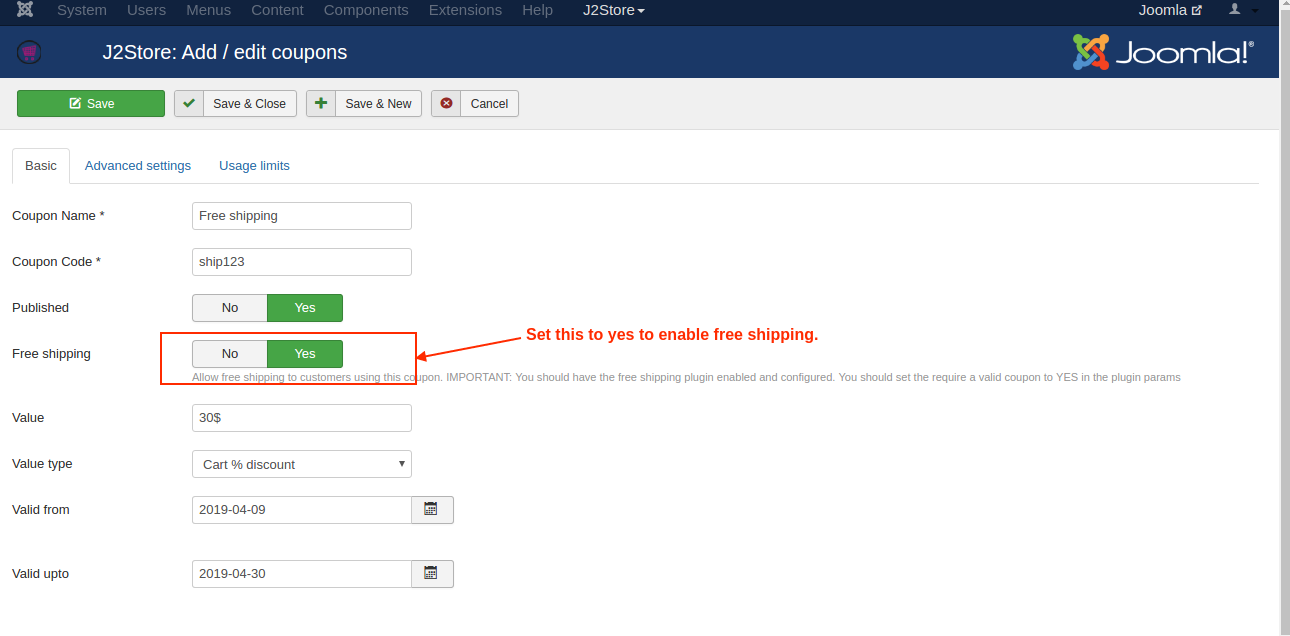 System Users Menus Content Components Extensions Help J2Store Joomla
J2Store: Add / edit coupons Joomla!®
Save Save & Close Save & New Cancel
Basic Advanced settings Usage limits
Coupon Name * Free shipping
Coupon Code * ship123
Published No Yes
Set this to yes to enable free shipping.
Free shipping No Yes
Allow free shipping to customers using this coupon. IMPORTANT: You should have the free shipping plugin enabled and configured. You should set the require a valid coupon to YES in the plugin params
Value 30$
Value type Cart % discount
Valid from 2019-04-09
Valid upto 2019-04-30